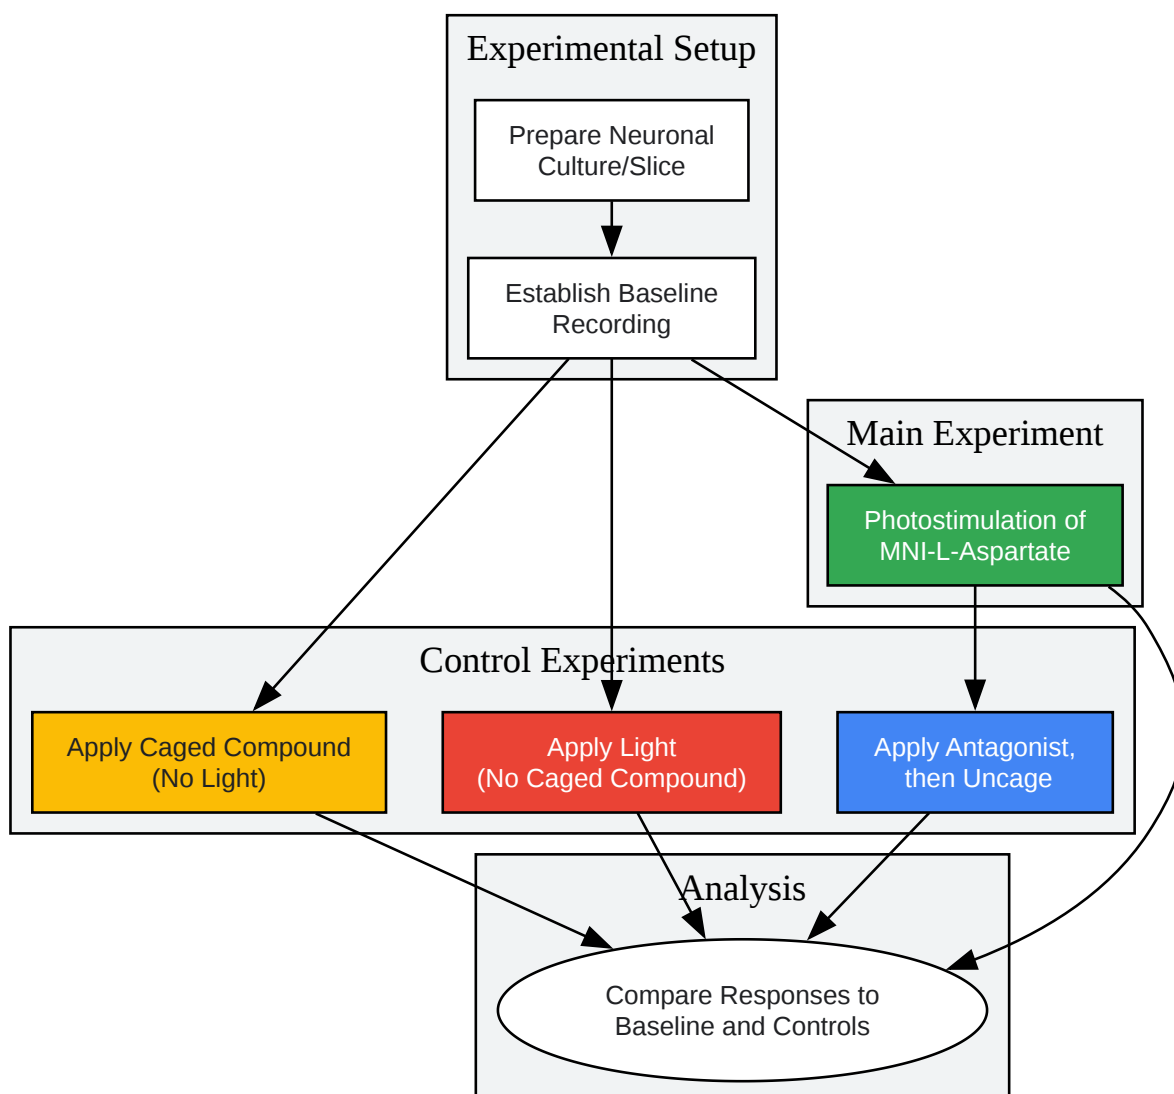 Experimental Setup
Prepare Neuronal
Culture/Slice
Establish Baseline
Recording
Main Experiment
Photostimulation of
MNI-L-Aspartate
Control Experiments
Apply Caged Compound
(No Light)
Apply Light
(No Caged Compound)
Apply Antagonist,
then Uncage
Analysis
Compare Responses to
Baseline and Controls